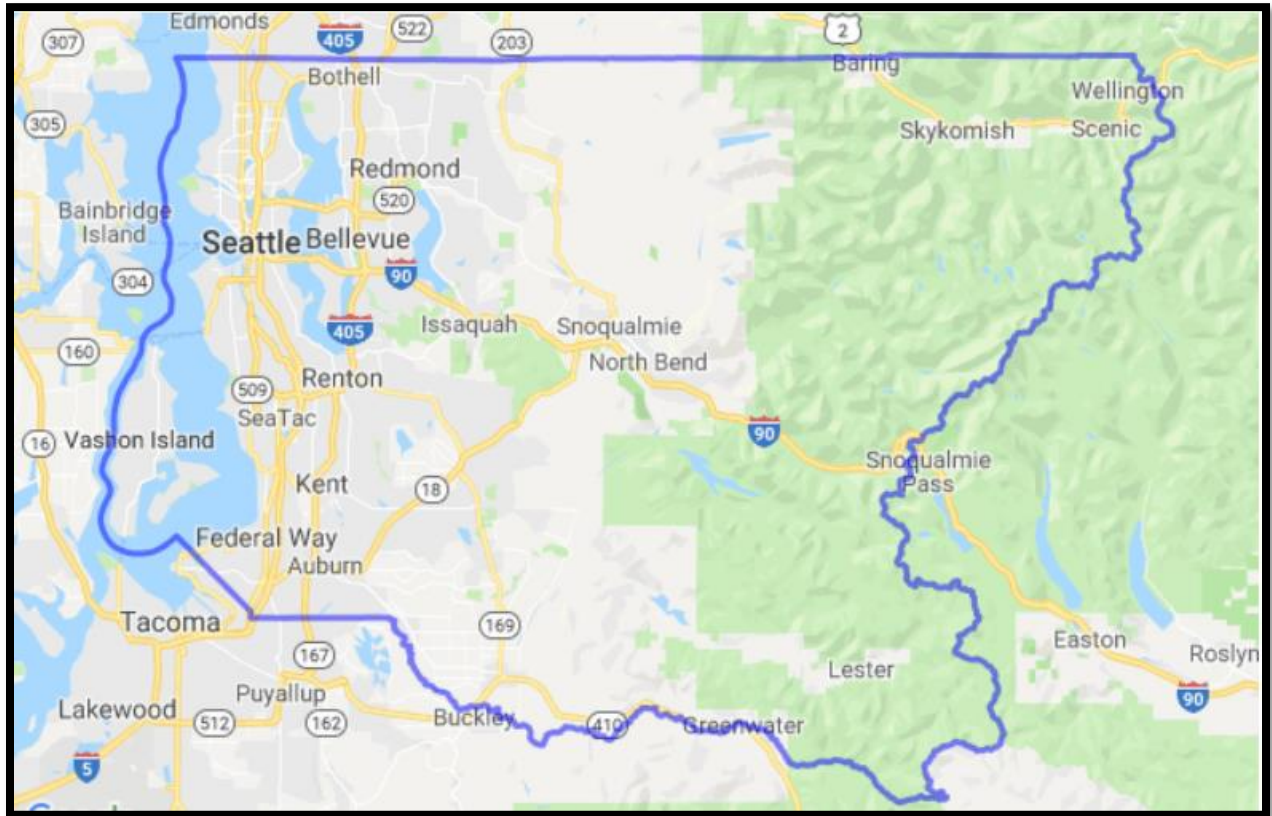 Edmonds
307
405
522
203
2
Bothell
Baring
Wellington
305
Skykomish
Scenic
Redmond
520
Bainbridge
Island
Seattle
Bellevue
304
90
405
Issaquah
Snoqualmie
160
North Bend
Renton
509
SeaTac
16
Vashon Island
90
Snoqualmie
Pass
Kent
18
Federal Way
Auburn
Tacoma
169
167
Easton
Roslyn
Lester
Puyallup
90
Lakewood
512
162
Buckley
410
Greenwater
5